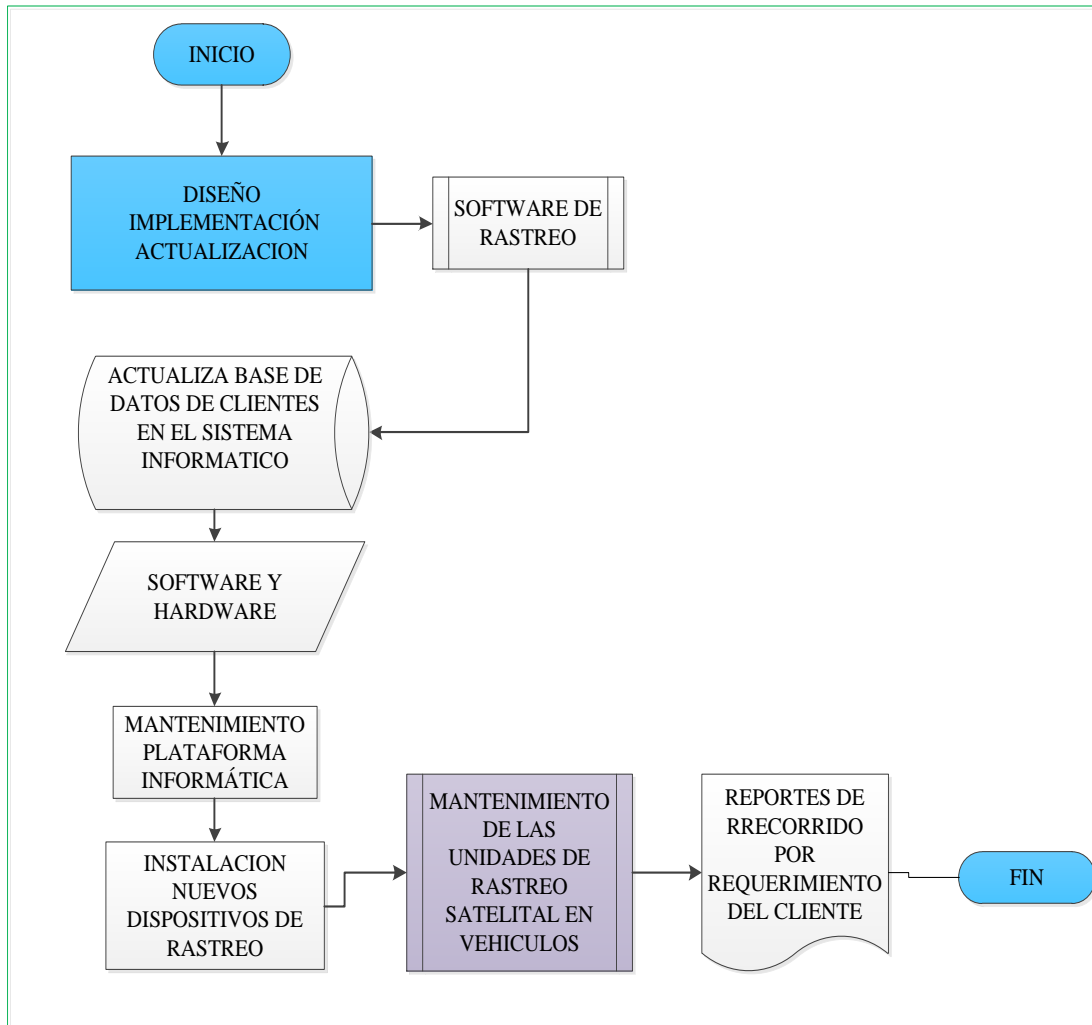 INICIO
DISEÑO
IMPLEMENTACIÓN
ACTUALIZACION
SOFTWARE DE
RASTREO
ACTUALIZA BASE DE
DATOS DE CLIENTES
EN EL SISTEMA
INFORMATICO
SOFTWARE Y
HARDWARE
MANTENIMIENTO
PLATAFORMA
INFORMÁTICA
INSTALACION
NUEVOS
DISPOSITIVOS DE
RASTREO
MANTENIMIENTO
DE LAS
UNIDADES DE
RASTREO
SATELITAL EN
VEHICULOS
REPORTES DE
RRECORRIDO
POR
REQUERIMIENTO
DEL CLIENTE
FIN